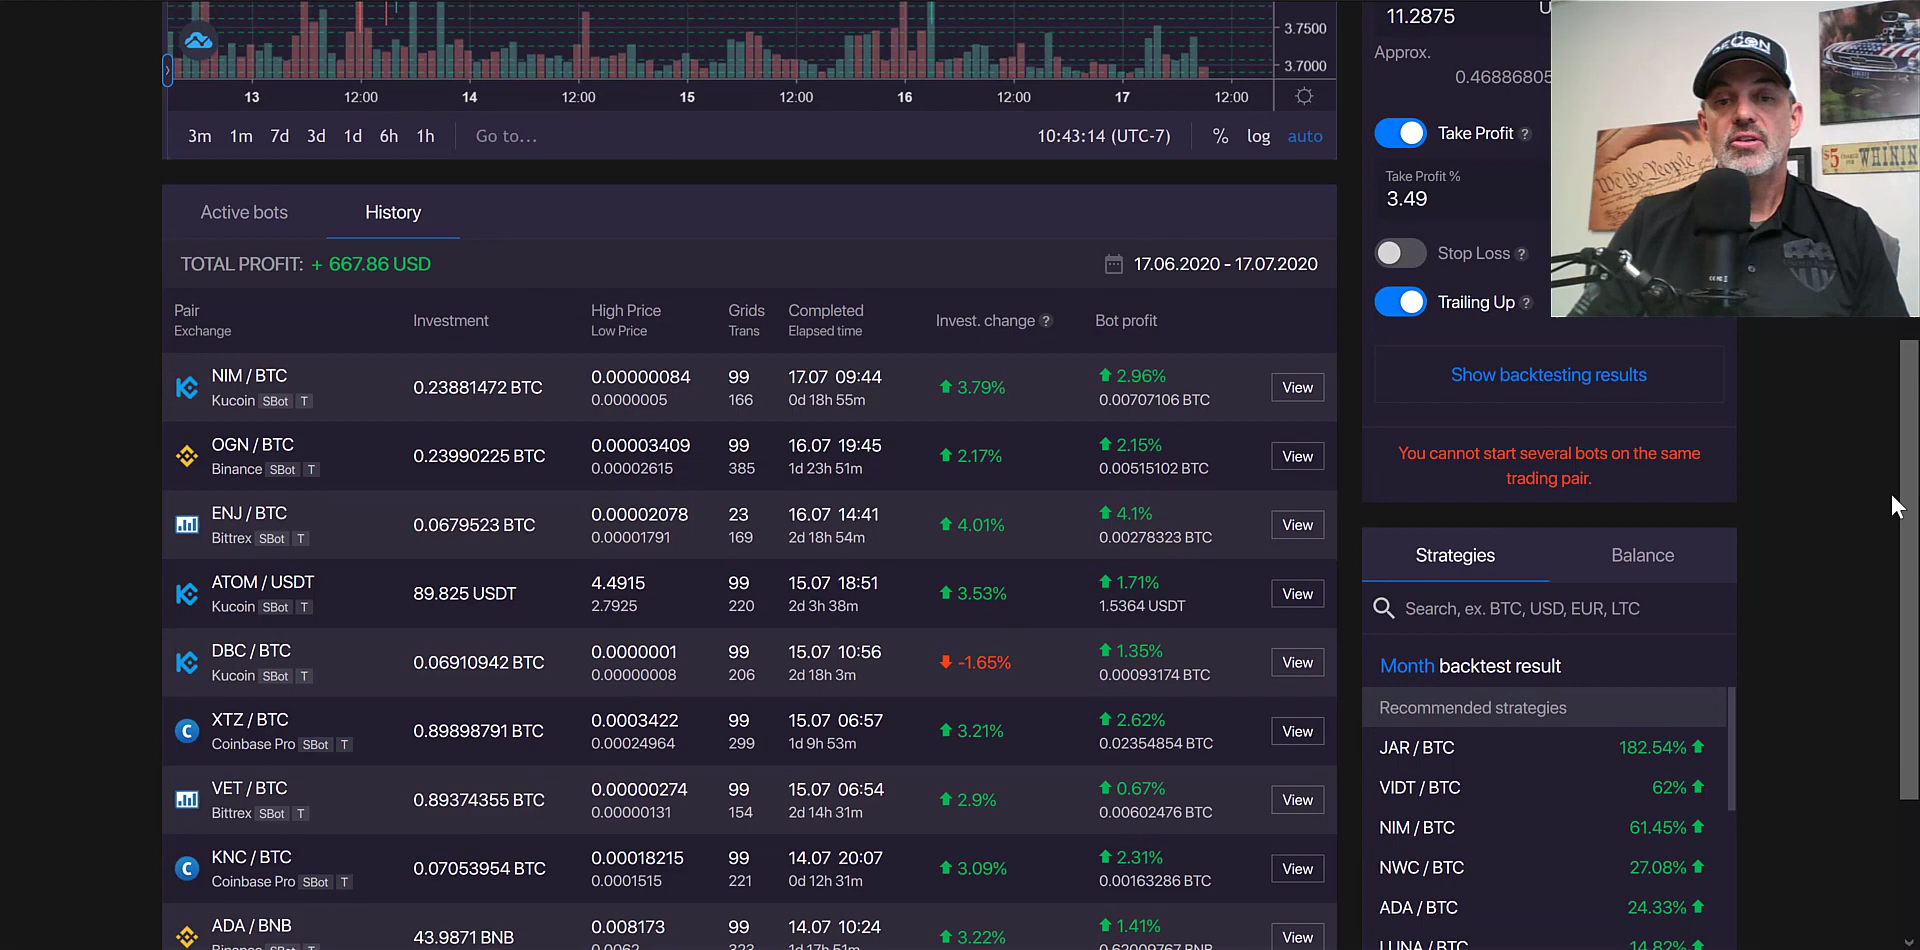 3.7500
3.7000
13 12:00 14 12:00 15 12:00 16 12:00 17 12:00
3m 1m 7d 3d 1d 6h 1h Go to... 10:43:14 (UTC-7) % log auto
Active bots History
TOTAL PROFIT: + 667.86 USD 17.06.2020 - 17.07.2020
Pair Investment High Price Grids Completed Invest. change ? Bot profit
Exchange Low Price Trans Elapsed time
NIM / BTC 0.23881472 BTC 0.00000084 99 17.07 09:44 3.79% 2.96% View
Kucoin SBot T 0.0000005 166 0d 18h 55m 0.00707106 BTC
OGN / BTC 0.23990225 BTC 0.00003409 99 16.07 19:45 2.17% 2.15% View
Binance SBot T 0.00002615 385 1d 23h 51m 0.00515102 BTC
ENJ / BTC 0.0679523 BTC 0.00002078 23 16.07 14:41 4.01% 4.1% View
Bittrex SBot T 0.00001791 169 2d 18h 54m 0.00278323 BTC
ATOM / USDT 89.825 USDT 4.4915 99 15.07 18:51 3.53% 1.71% View
Kucoin SBot T 2.7925 220 2d 3h 38m 1.5364 USDT
DBC / BTC 0.06910942 BTC 0.0000001 99 15.07 10:56 -1.65% 1.35% View
Kucoin SBot T 0.00000008 206 2d 18h 3m 0.00093174 BTC
XTZ / BTC 0.89898791 BTC 0.0003422 99 15.07 06:57 3.21% 2.62% View
Coinbase Pro SBot T 0.00024964 299 1d 9h 53m 0.02354854 BTC
VET / BTC 0.89374355 BTC 0.00000274 99 15.07 06:54 2.9% 0.67% View
Bittrex SBot T 0.00000131 154 2d 14h 31m 0.00602476 BTC
KNC / BTC 0.07053954 BTC 0.00018215 99 14.07 20:07 3.09% 2.31% View
Coinbase Pro SBot T 0.0001515 221 0d 12h 31m 0.00163286 BTC
ADA / BNB 43.9871 BNB 0.008173 99 14.07 10:24 3.22% 1.41% View
11.2875
Approx.
0.46886805
Take Profit ?
Take Profit %
3.49
Stop Loss ?
Trailing Up ?
Show backtesting results
You cannot start several bots on the same
trading pair.
Strategies Balance
Search, ex. BTC, USD, EUR, LTC
Month backtest result
Recommended strategies
JAR / BTC 182.54%
VIDT / BTC 62%
NIM / BTC 61.45%
NWC / BTC 27.08%
ADA / BTC 24.33%
LUNA / BTC 14.82%
We the People
$5
WHINING